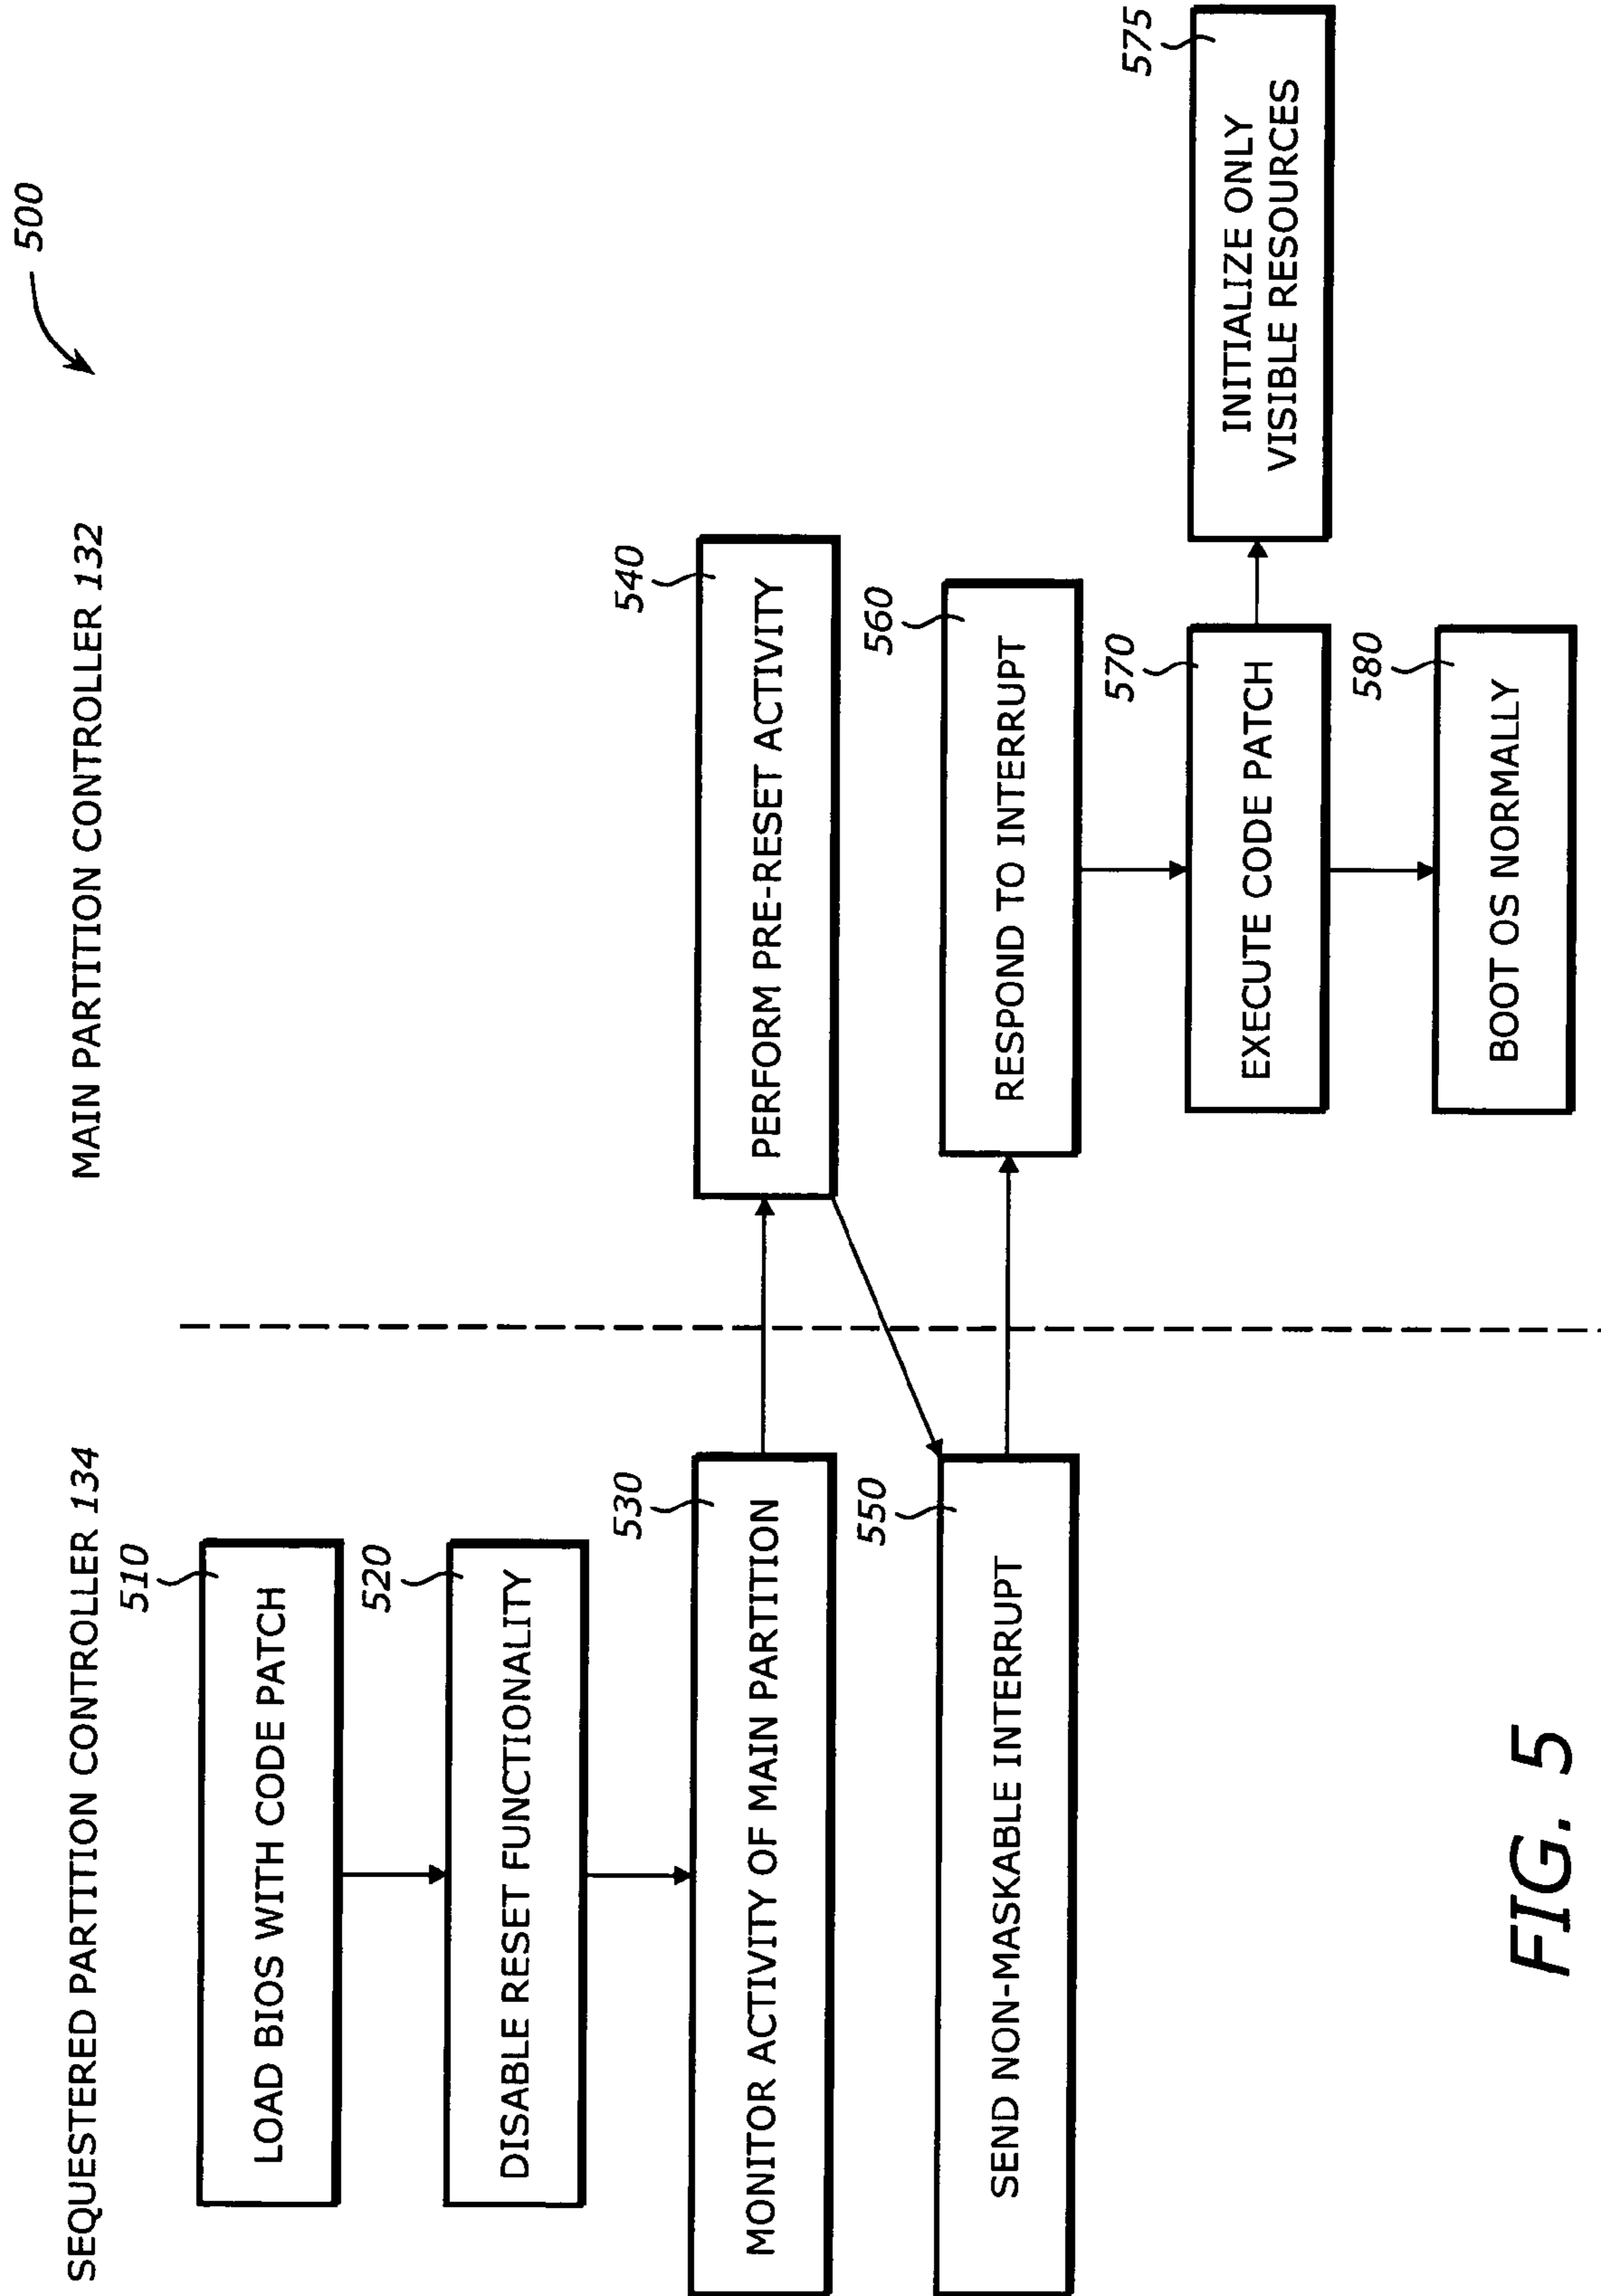 500
SEQUESTERED PARTITION CONTROLLER 134
MAIN PARTITION CONTROLLER 132
510
LOAD BIOS WITH CODE PATCH
520
DISABLE RESET FUNCTIONALITY
530
MONITOR ACTIVITY OF MAIN PARTITION
540
PERFORM PRE-RESET ACTIVITY
550
SEND NON-MASKABLE INTERRUPT
560
RESPOND TO INTERRUPT
570
EXECUTE CODE PATCH
575
INITIALIZE ONLY
VISIBLE RESOURCES
580
BOOT OS NORMALLY
FIG. 5